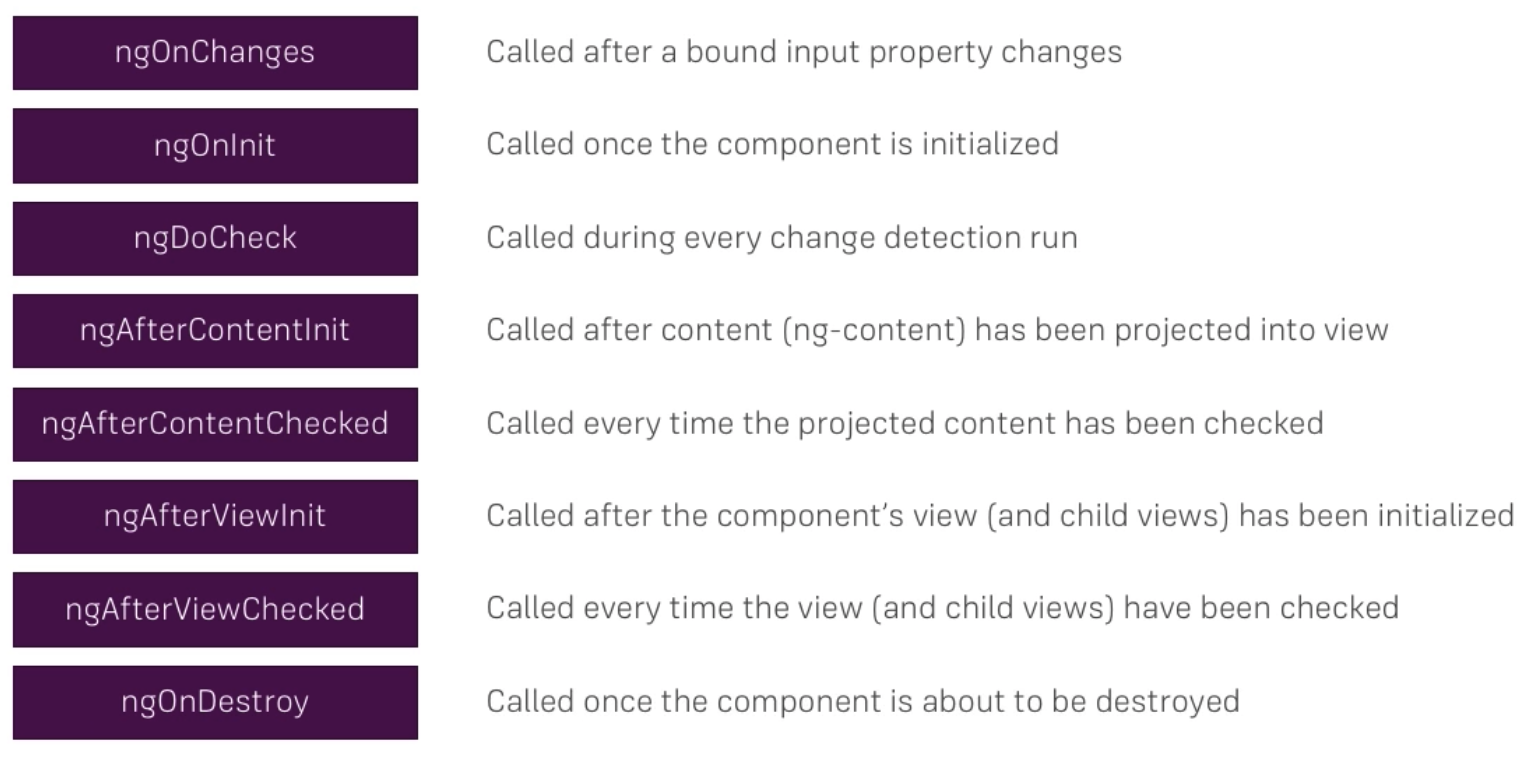 ngOnChanges Called after a bound input property changes
ngOnInit Called once the component is initialized
ngDoCheck Called during every change detection run
ngAfterContentInit Called after content (ng-content) has been projected into view
ngAfterContentChecked Called every time the projected content has been checked
ngAfterViewInit Called after the component’s view (and child views) has been initialized
ngAfterViewChecked Called every time the view (and child views) have been checked
ngOnDestroy Called once the component is about to be destroyed